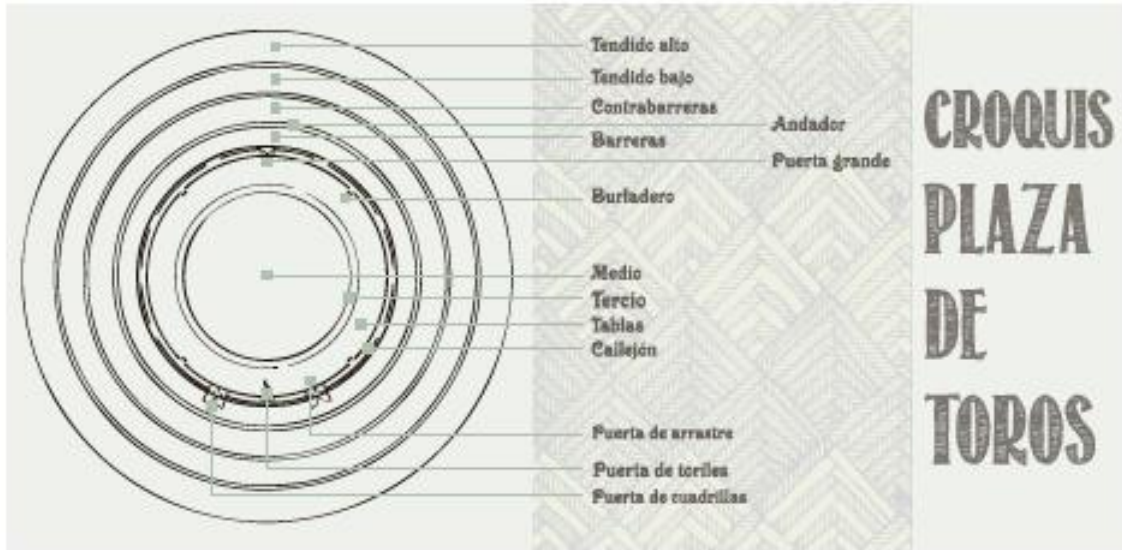 Tendido alto
Tendido bajo
Contrabarreras
Andador
Barreras
Puerta grande
Burladero
Medio
Tercio
Tablas
Callejón
Puerta de arrastre
Puerta de toriles
Puerta de cuadrillas
CROQUIS
PLAZA
DE
TOROS